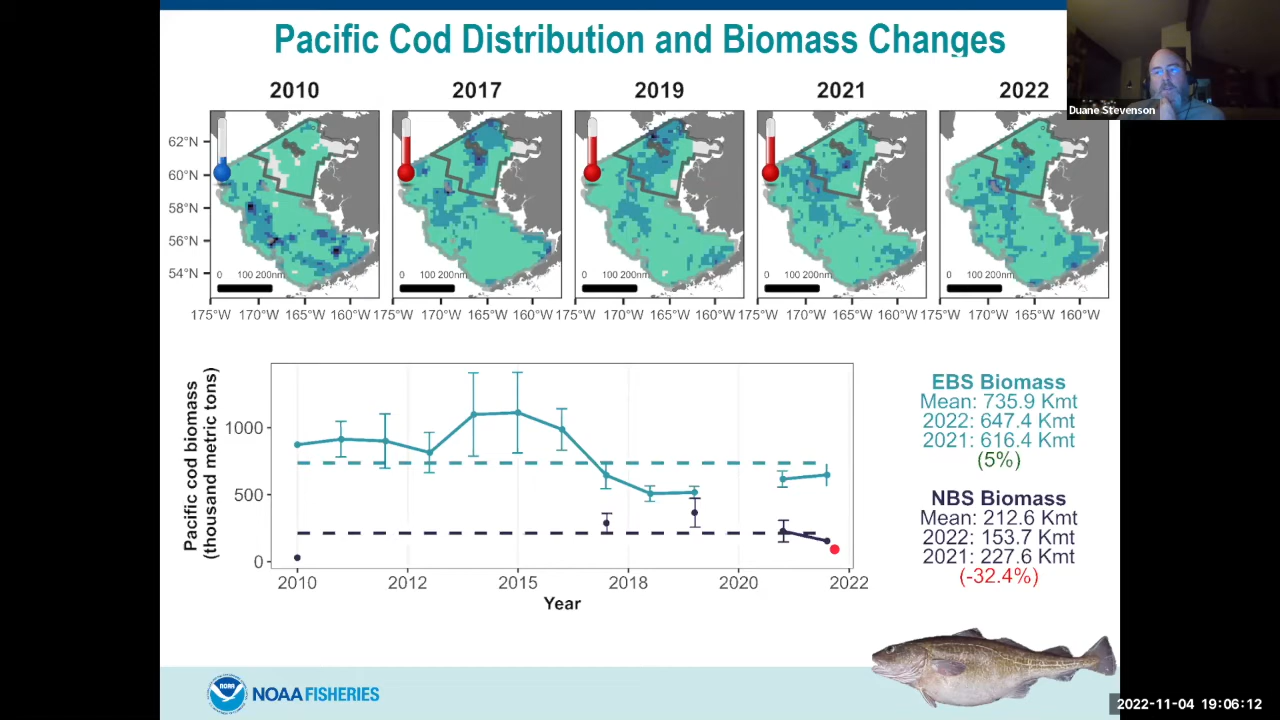 Pacific Cod Distribution and Biomass Changes
Duane Stevenson
2010
2017
2019
2021
2022
62°N
60°N
58°N
56°N
54°N
0 100 200nm
0 100 200nm
0 100 200nm
0 100 200nm
0 100 200nm
175°W 170°W 165°W 160°W
175°W 170°W 165°W 160°W
175°W 170°W 165°W 160°W
175°W 170°W 165°W 160°W
175°W 170°W 165°W 160°W
Pacific cod biomass
(thousand metric tons)
1000
500
0
2010 2012 2015 2018 2020 2022
Year
EBS Biomass
Mean: 735.9 Kmt
2022: 647.4 Kmt
2021: 616.4 Kmt
(5%)
NBS Biomass
Mean: 212.6 Kmt
2022: 153.7 Kmt
2021: 227.6 Kmt
(-32.4%)
NOAA
NOAA FISHERIES
2022-11-04 19:06:12